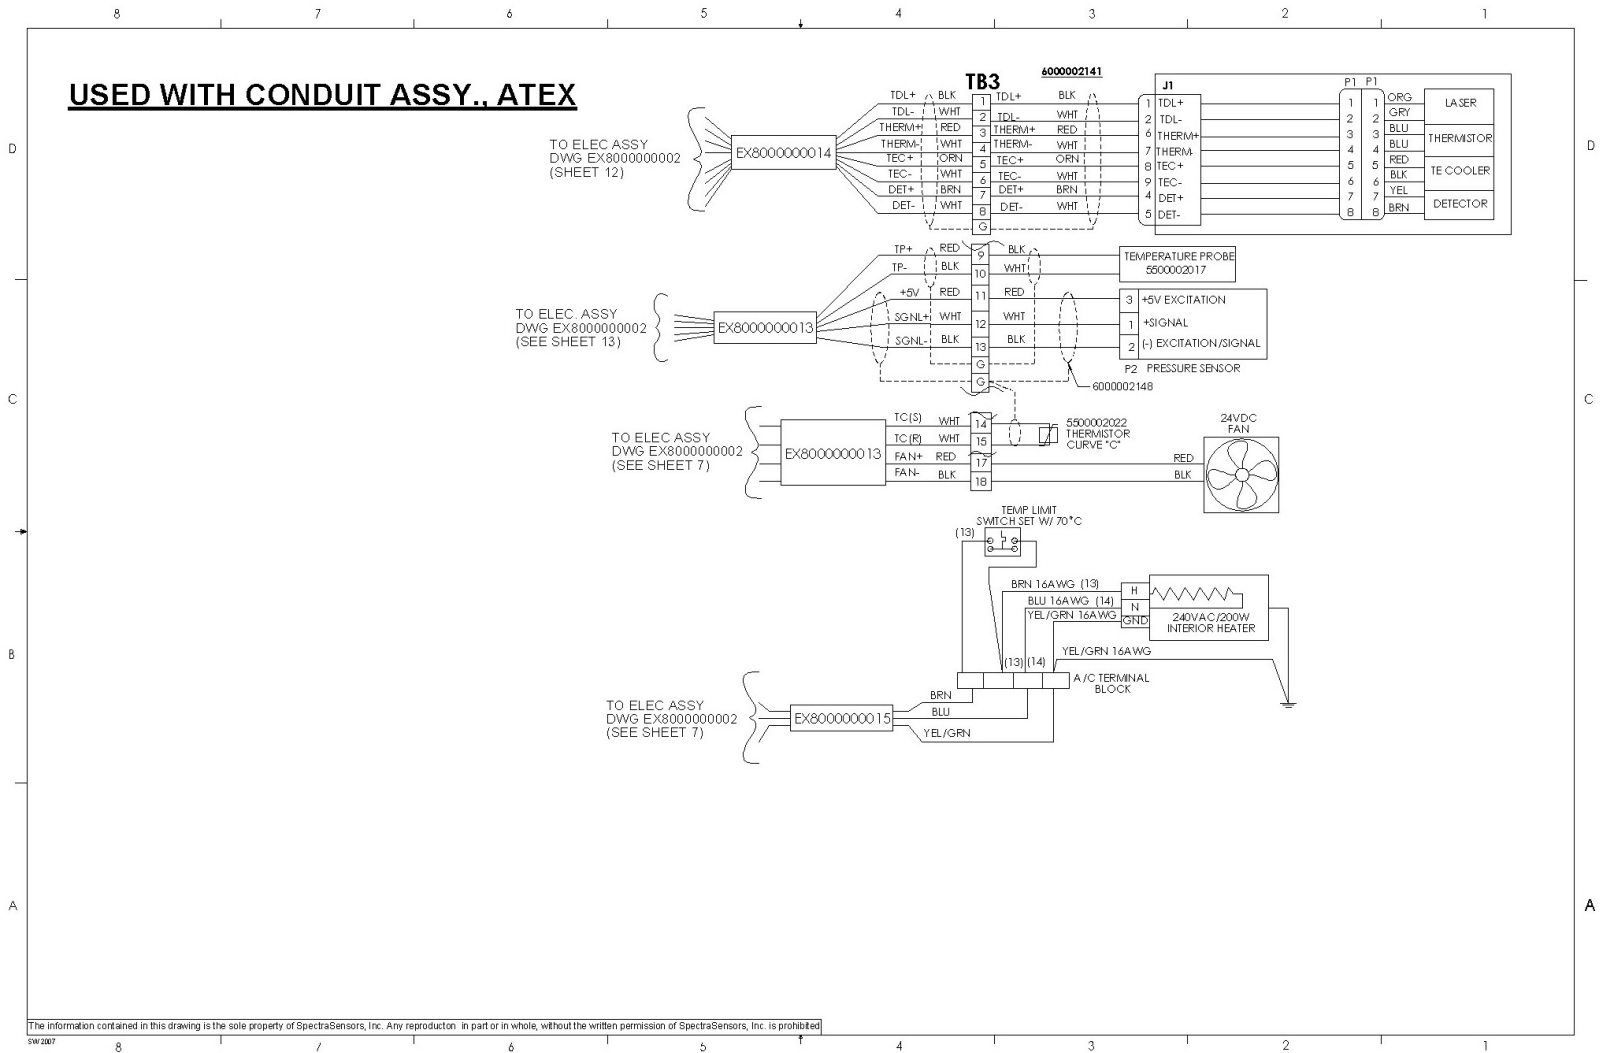 8 7 6 5 4 3 2 1
USED WITH CONDUIT ASSY., ATEX
TB3
6000002141
TO ELEC ASSY
DWG EX8000000002
(SHEET 12)
EX8000000014
TDL+ BLK 1 TDL+ BLK 1 TDL+
TDL- WHT 2 TDL- WHT 2 TDL-
THERM+ RED 3 THERM+ RED 6 THERM+
THERM- WHT 4 THERM- WHT 7 THERM-
TEC+ ORN 5 TEC+ ORN 8 TEC+
TEC- WHT 6 TEC- WHT 9 TEC-
DET+ BRN 7 DET+ BRN 4 DET+
DET- WHT 8 DET- WHT 5 DET-
G
J1
P1 P1
1 1 ORG
2 2 GRY
3 3 BLU
4 4 BLU
5 5 RED
6 6 BLK
7 7 YEL
8 8 BRN
LASER
THERMISTOR
TE COOLER
DETECTOR
D D
TO ELEC. ASSY
DWG EX8000000002
(SEE SHEET 13)
EX8000000013
TP+ RED 9 BLK
TP- BLK 10 WHT
+5V RED 11 RED
SGNL+ WHT 12 WHT
SGNL- BLK 13 BLK
G
G
TEMPERATURE PROBE
5500002017
3 +5V EXCITATION
1 +SIGNAL
2 (-) EXCITATION/SIGNAL
P2 PRESSURE SENSOR
6000002148
C C
TO ELEC ASSY
DWG EX8000000002
(SEE SHEET 7)
EX8000000013
TC(S) WHT 14
TC(R) WHT 15
FAN+ RED 17 RED
FAN- BLK 18 BLK
5500002022
THERMISTOR
CURVE "C"
24VDC
FAN
TEMP LIMIT
SWITCH SET W/ 70°C
(13)
BRN 16AWG (13) H
BLU 16AWG (14) N
YEL/GRN 16AWG GND
240VAC/200W
INTERIOR HEATER
YEL/GRN 16AWG
(13) (14)
A/C TERMINAL
BLOCK
B B
TO ELEC ASSY
DWG EX8000000002
(SEE SHEET 7)
EX8000000015
BRN
BLU
YEL/GRN
A A
The information contained in this drawing is the sole property of SpectraSensors, Inc. Any reproducton in part or in whole, without the written permission of SpectraSensors, Inc. is prohibited
SW2007
8 7 6 5 4 3 2 1